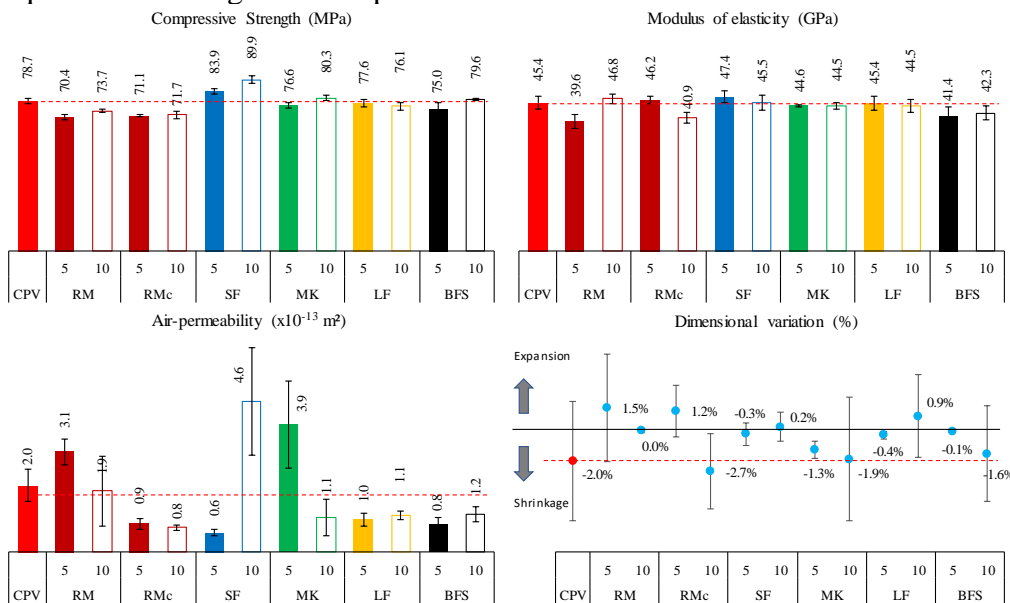 Compressive Strength (MPa)
78.7 70.4 73.7 71.1 71.7 83.9 89.9 76.6 80.3 77.6 76.1 75.0 79.6
5 10 5 10 5 10 5 10 5 10 5 10
CPV RM RMc SF MK LF BFS
Modulus of elasticity (GPa)
45.4 39.6 46.8 46.2 40.9 47.4 45.5 44.6 44.5 45.4 44.5 41.4 42.3
5 10 5 10 5 10 5 10 5 10 5 10
CPV RM RMc SF MK LF BFS
Air-permeability (x10⁻¹³ m²)
2.0 3.1 1.9 0.9 0.8 0.6 4.6 3.9 1.1 1.0 1.1 0.8 1.2
5 10 5 10 5 10 5 10 5 10 5 10
CPV RM RMc SF MK LF BFS
Dimensional variation (%)
Expansion
-2.0% 1.5% 0.0% 1.2% -2.7% -0.3% 0.2% -1.3% -1.9% -0.4% 0.9% -0.1% -1.6%
Shrinkage
5 10 5 10 5 10 5 10 5 10 5 10
CPV RM RMc SF MK LF BFS